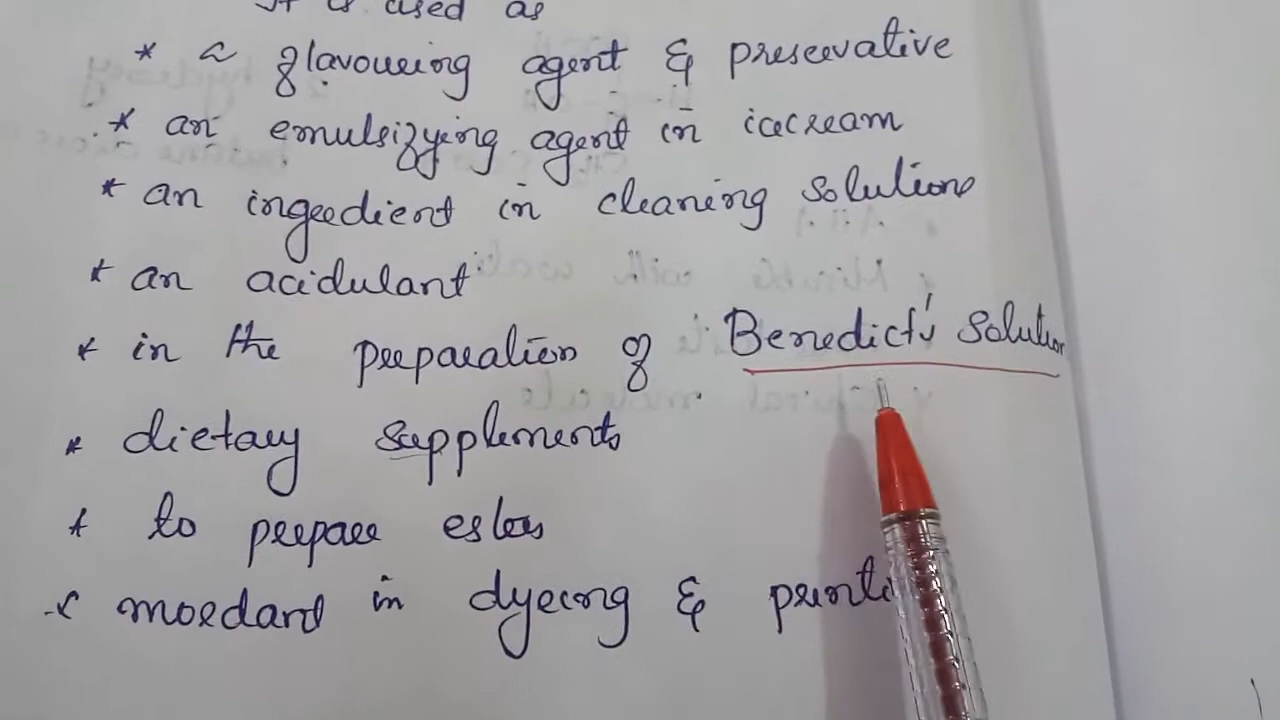 It is used as
* a flavouring agent & preservative
* an emulsifying agent in icecream
* an ingredient in cleaning solutions
* an acidulant
* in the preparation of Benedict's solution
* dietary supplements
* to prepare esters
* mordant in dyeing &